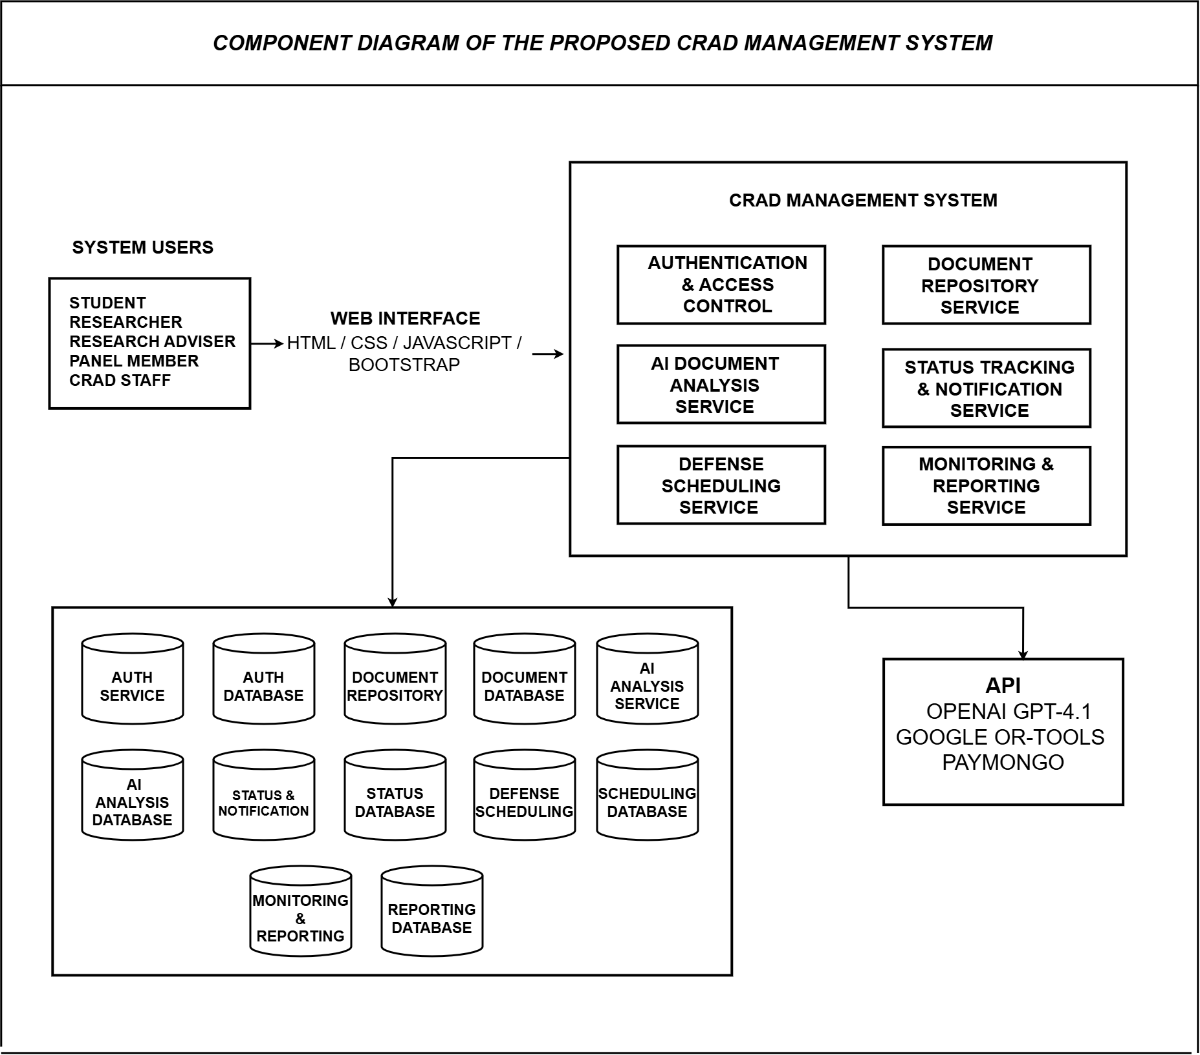 COMPONENT DIAGRAM OF THE PROPOSED CRAD MANAGEMENT SYSTEM
SYSTEM USERS
STUDENT
RESEARCHER
RESEARCH ADVISER
PANEL MEMBER
CRAD STAFF
WEB INTERFACE
HTML / CSS / JAVASCRIPT /
BOOTSTRAP
CRAD MANAGEMENT SYSTEM
AUTHENTICATION
& ACCESS
CONTROL
DOCUMENT
REPOSITORY
SERVICE
AI DOCUMENT
ANALYSIS
SERVICE
STATUS TRACKING
& NOTIFICATION
SERVICE
DEFENSE
SCHEDULING
SERVICE
MONITORING &
REPORTING
SERVICE
AUTH
SERVICE
AUTH
DATABASE
DOCUMENT
REPOSITORY
DOCUMENT
DATABASE
AI
ANALYSIS
SERVICE
AI
ANALYSIS
DATABASE
STATUS &
NOTIFICATION
STATUS
DATABASE
DEFENSE
SCHEDULING
SCHEDULING
DATABASE
MONITORING
&
REPORTING
REPORTING
DATABASE
API
OPENAI GPT-4.1
GOOGLE OR-TOOLS
PAYMONGO